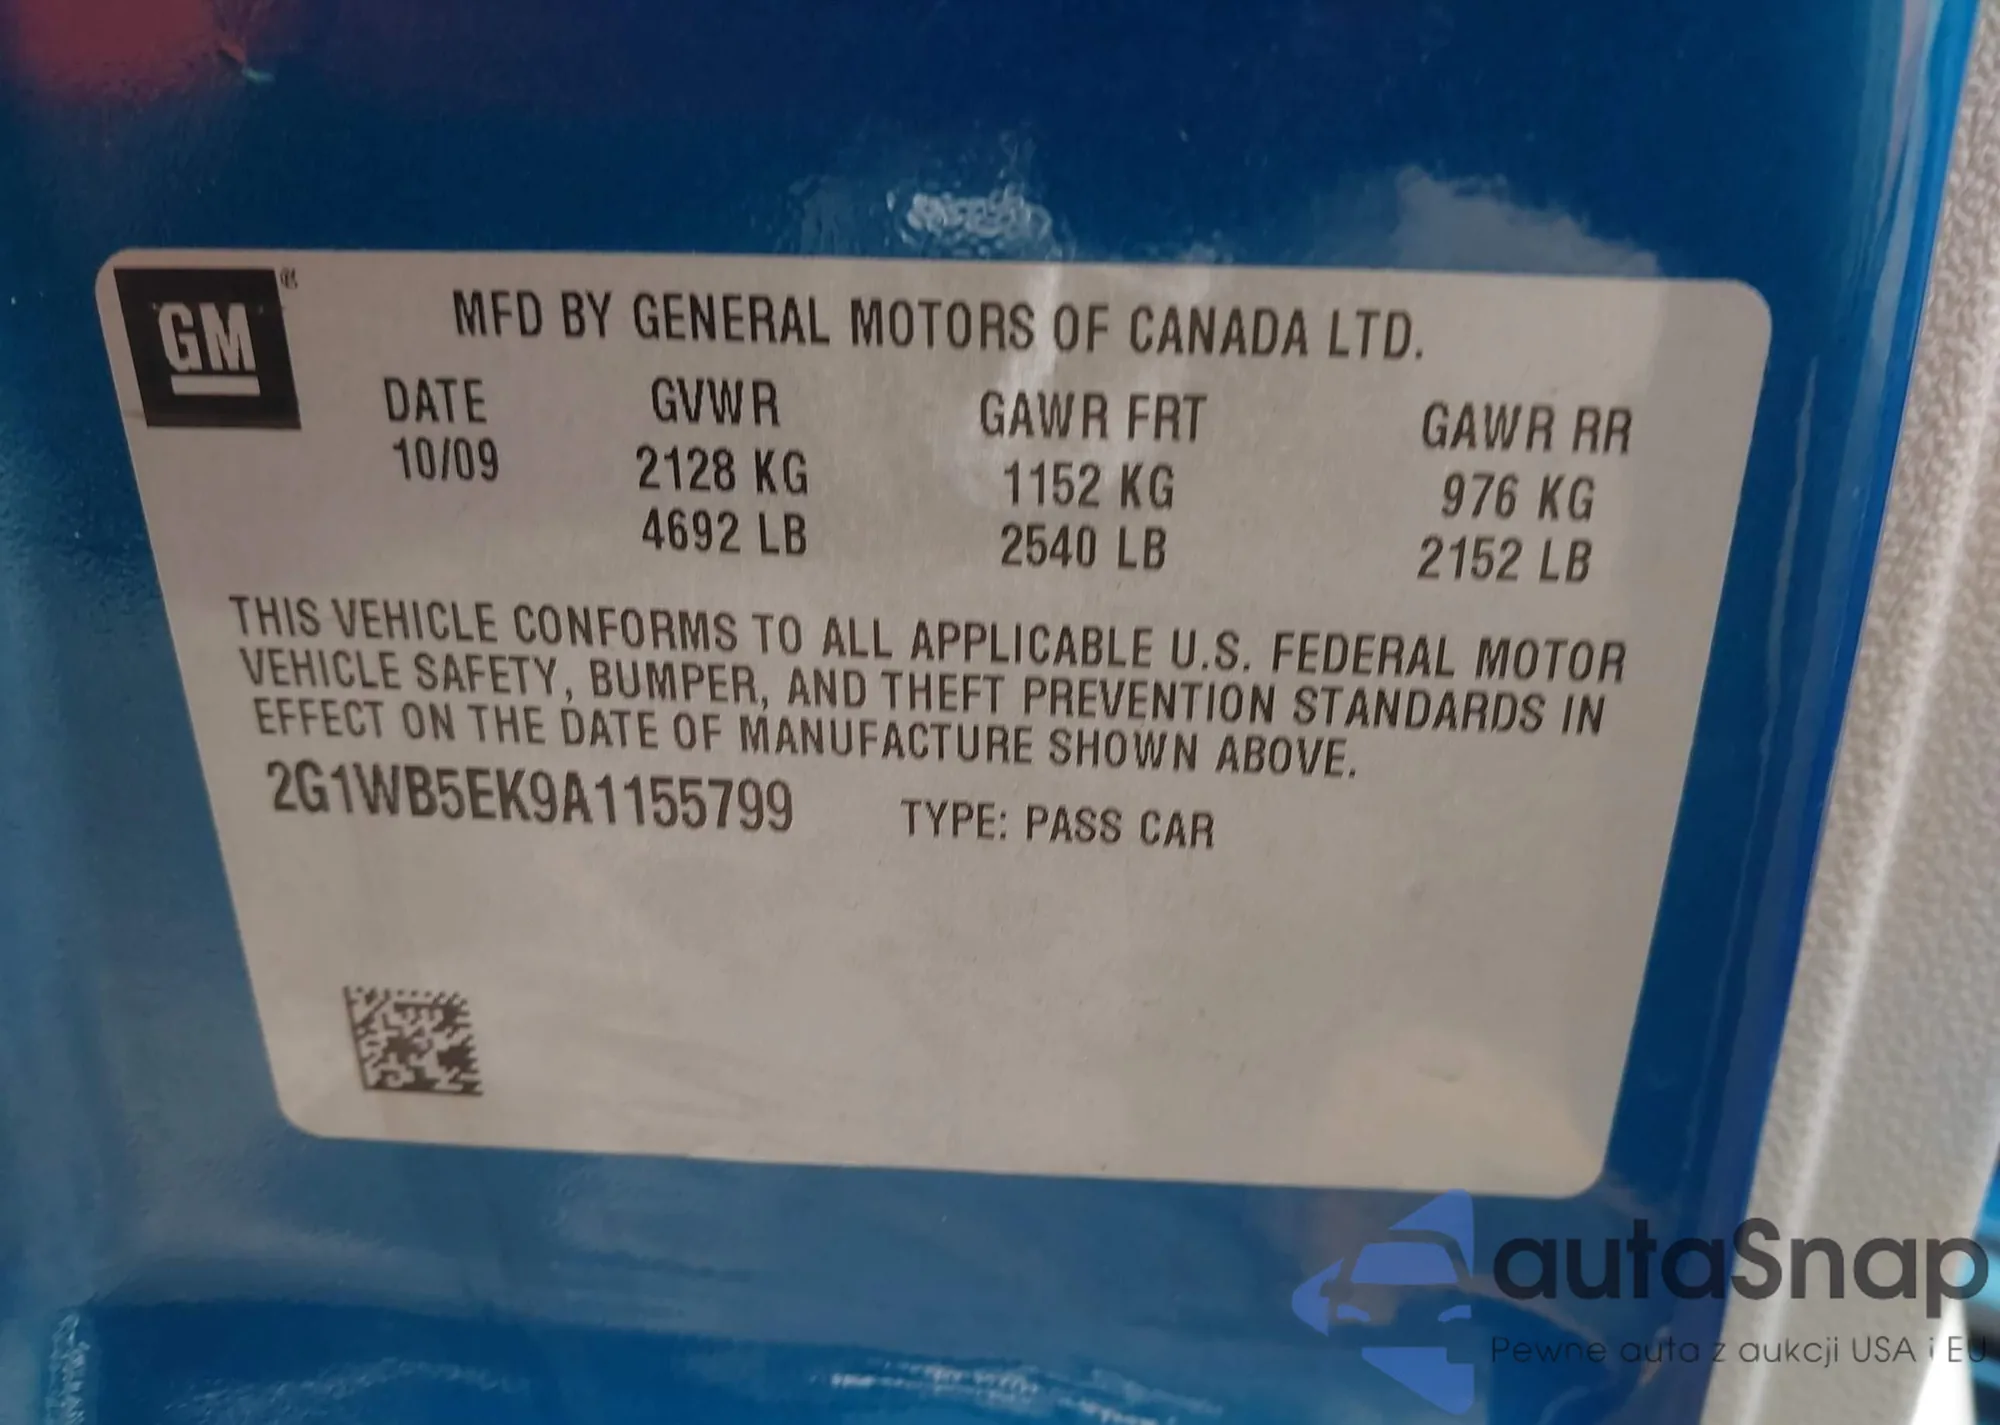 GM ®
MFD BY GENERAL MOTORS OF CANADA LTD.
DATE GVWR GAWR FRT GAWR RR
10/09 2128 KG 1152 KG 976 KG
4692 LB 2540 LB 2152 LB
THIS VEHICLE CONFORMS TO ALL APPLICABLE U.S. FEDERAL MOTOR
VEHICLE SAFETY, BUMPER, AND THEFT PREVENTION STANDARDS IN
EFFECT ON THE DATE OF MANUFACTURE SHOWN ABOVE.
2G1WB5EK9A1155799 TYPE: PASS CAR
autaSnap
Pewne auta z aukcji USA i EU